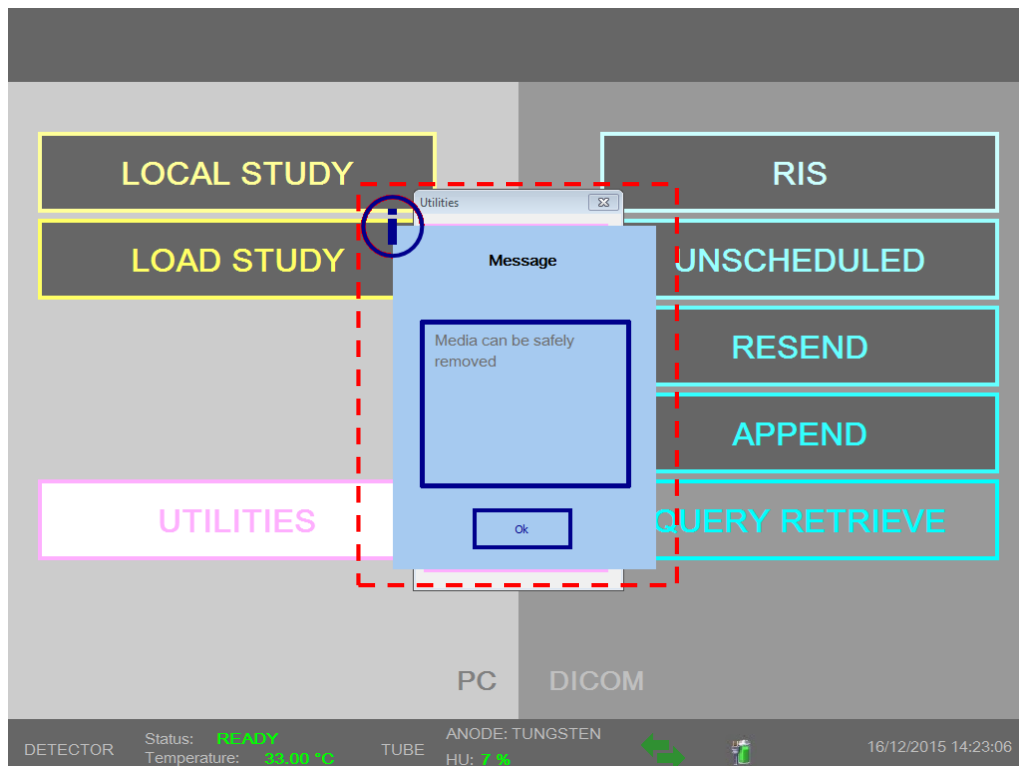 LOCAL STUDY
LOAD STUDY
UTILITIES
Utilities
i
Message
Media can be safely
removed
Ok
RIS
UNSCHEDULED
RESEND
APPEND
QUERY RETRIEVE
PC
DICOM
DETECTOR
Status: READY
Temperature: 33.00 °C
TUBE
ANODE: TUNGSTEN
HU: 7 %
16/12/2015 14:23:06